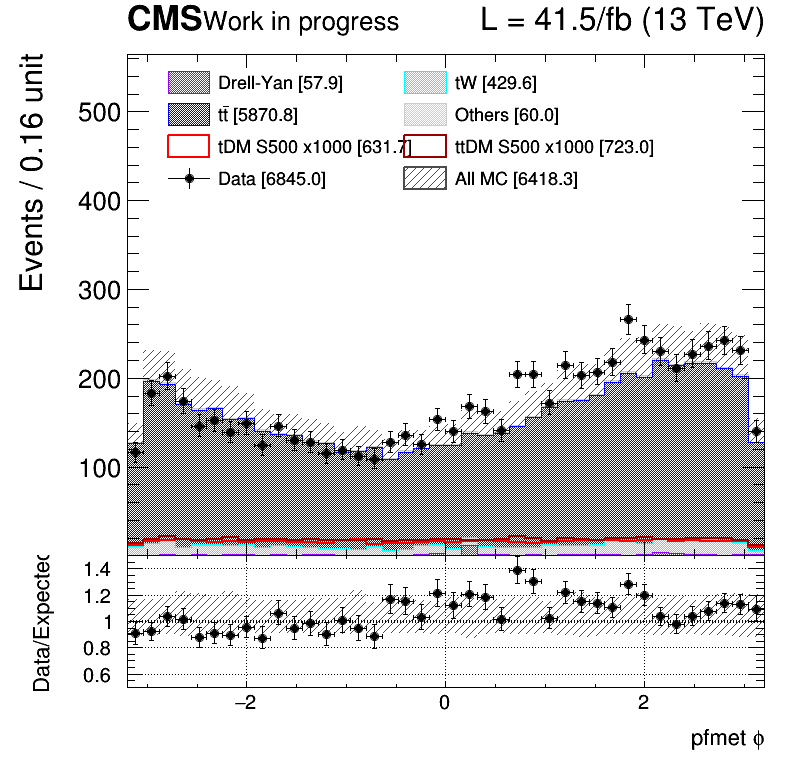 CMS Work in progress L = 41.5/fb (13 TeV)
Events / 0.16 unit
Drell-Yan [57.9] tW [429.6]
tt̄ [5870.8] Others [60.0]
tDM S500 x1000 [631.7] ttDM S500 x1000 [723.0]
Data [6845.0] All MC [6418.3]
500
400
300
200
100
Data/Expected
1.4
1.2
1
0.8
0.6
−2 0 2
pfmet ϕ